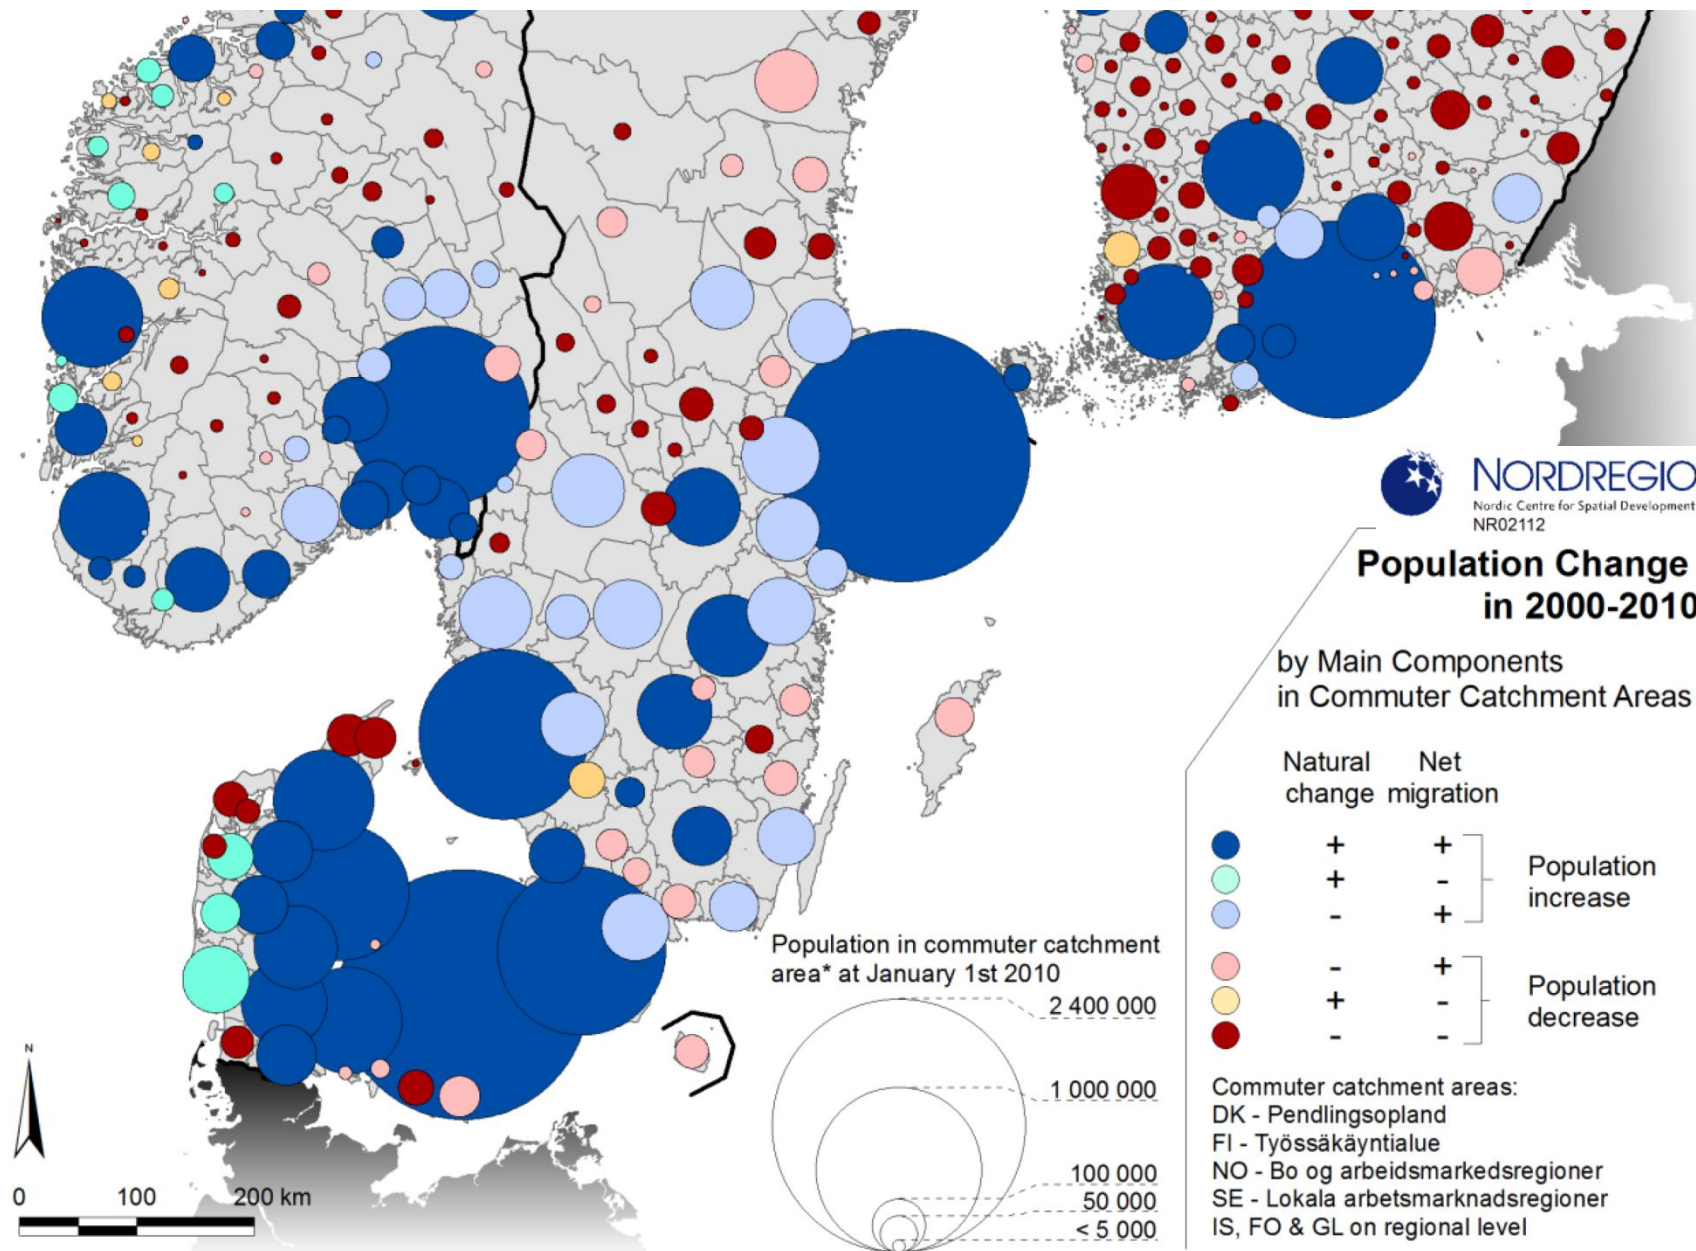 NORDREGIO
Nordic Centre for Spatial Development
NR02112
Population Change
in 2000-2010
by Main Components
in Commuter Catchment Areas
Natural change
Net migration
+ +
+ -
- +
Population increase
- +
+ -
- -
Population decrease
Commuter catchment areas:
DK - Pendlingsopland
FI - Työssäkäyntialue
NO - Bo og arbeidsmarkedsregioner
SE - Lokala arbetsmarknadsregioner
IS, FO & GL on regional level
Population in commuter catchment
area* at January 1st 2010
2 400 000
1 000 000
100 000
50 000
< 5 000
N
0 100 200 km